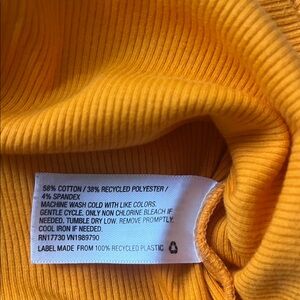 58% COTTON / 38% RECYCLED POLYESTER /
4% SPANDEX
MACHINE WASH COLD WITH LIKE COLORS.
GENTLE CYCLE. ONLY NON CHLORINE BLEACH IF
NEEDED. TUMBLE DRY LOW. REMOVE PROMPTLY.
COOL IRON IF NEEDED.
RN17730 VN1989790
LABEL MADE FROM 100% RECYCLED PLASTIC